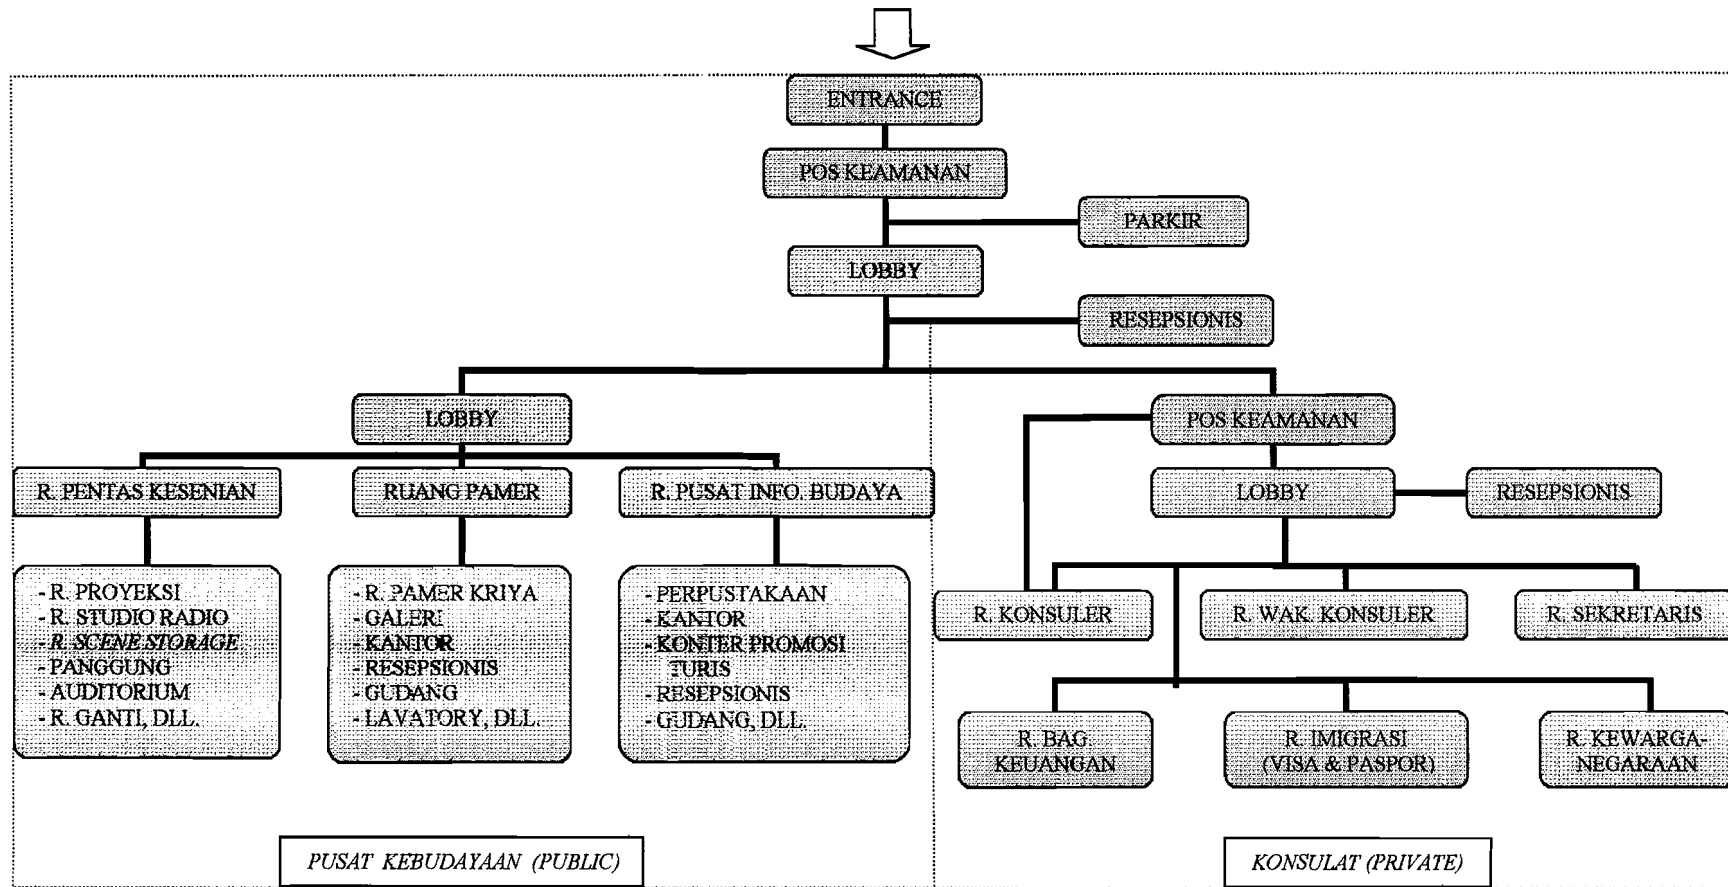 ENTRANCE
POS KEAMANAN
PARKIR
LOBBY
RESEPSIONIS
LOBBY
POS KEAMANAN
R. PENTAS KESENIAN
RUANG PAMER
R. PUSAT INFO. BUDAYA
LOBBY
RESEPSIONIS
- R. PROYEKSI
- R. STUDIO RADIO
- R. SCENE STORAGE
- PANGGUNG
- AUDITORIUM
- R. GANTI, DLL.
- R. PAMER KRIYA
- GALERI
- KANTOR
- RESEPSIONIS
- GUDANG
- LAVATORY, DLL.
- PERPUSTAKAAN
- KANTOR
- KONTER PROMOSI
TURIS
- RESEPSIONIS
- GUDANG, DLL.
R. KONSULER
R. WAK. KONSULER
R. SEKRETARIS
R. BAG.
KEUANGAN
R. IMIGRASI
(VISA & PASPOR)
R. KEWARGA-
NEGARAAN
PUSAT KEBUDAYAAN (PUBLIC)
KONSULAT (PRIVATE)